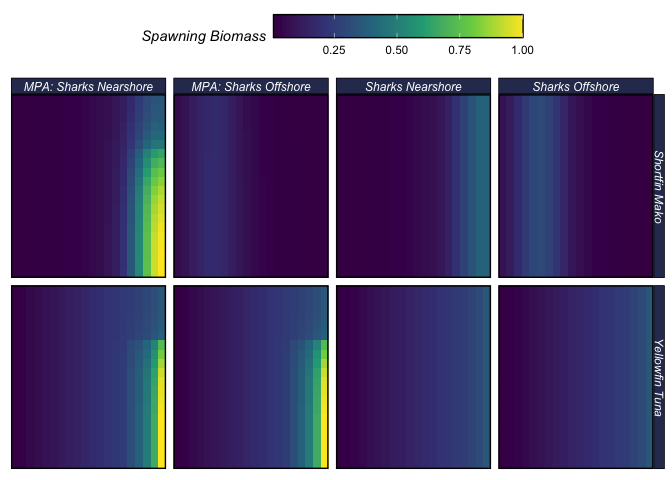 Spawning Biomass
0.25 0.50 0.75 1.00
MPA: Sharks Nearshore MPA: Sharks Offshore Sharks Nearshore Sharks Offshore
Shortfin Mako
Yellowfin Tuna